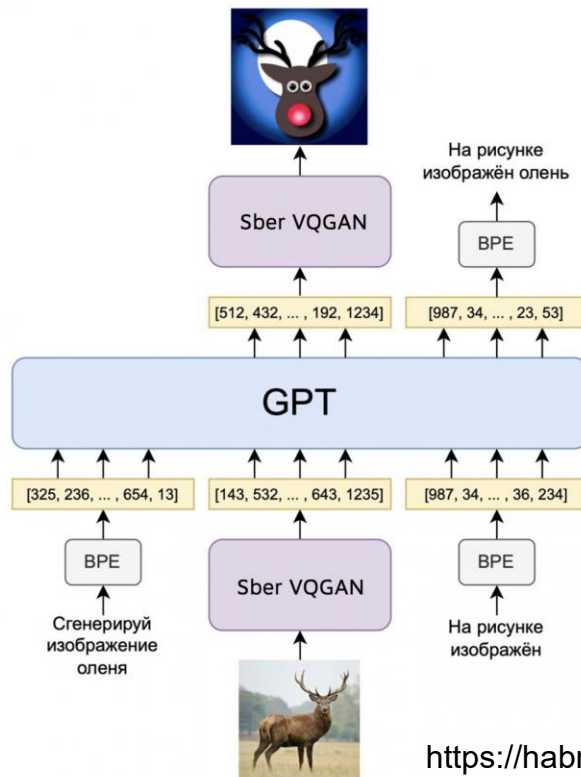 На рисунке
изображён олень
Sber VQGAN
BPE
[512, 432, ... , 192, 1234]
[987, 34, ... , 23, 53]
GPT
[325, 236, ... , 654, 13]
[143, 532, ... , 643, 1235]
[987, 34, ... , 36, 234]
BPE
Sber VQGAN
BPE
Сгенерируй
изображение
оленя
На рисунке
изображён
https://habr